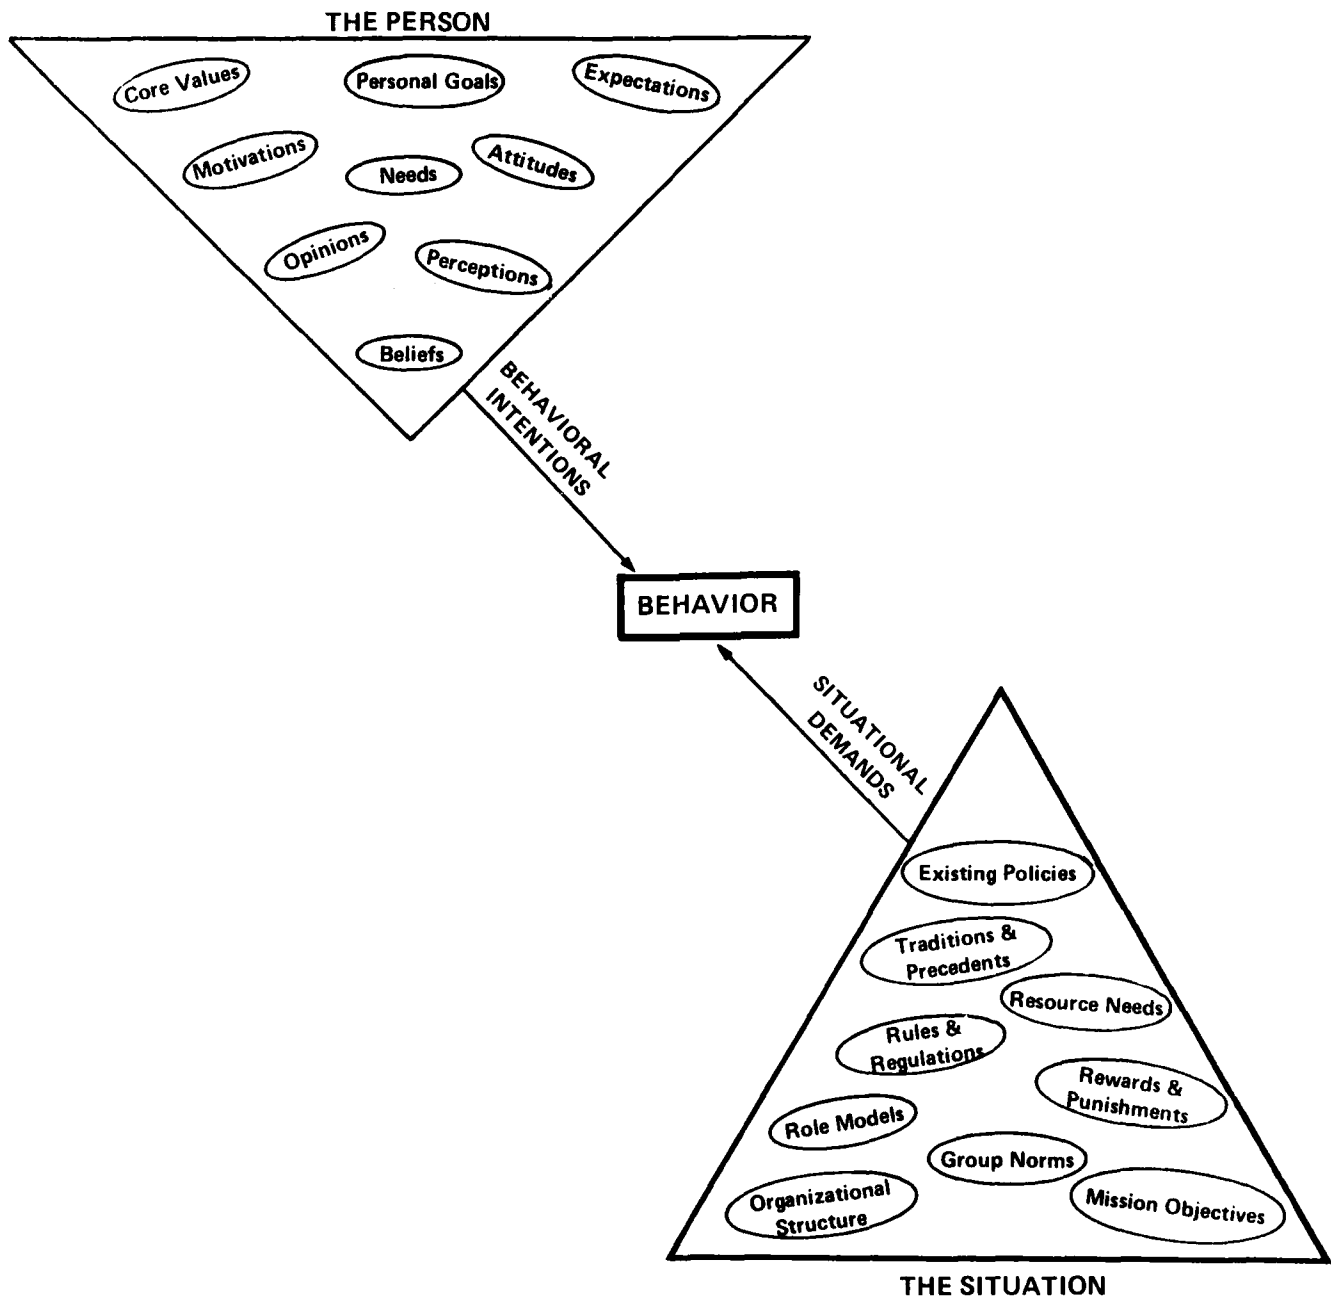 THE PERSON
Core Values
Personal Goals
Expectations
Motivations
Needs
Attitudes
Opinions
Perceptions
Beliefs
BEHAVIORAL
INTENTIONS
BEHAVIOR
SITUATIONAL
DEMANDS
Existing Policies
Traditions &
Precedents
Resource Needs
Rules &
Regulations
Rewards &
Punishments
Role Models
Group Norms
Organizational
Structure
Mission Objectives
THE SITUATION